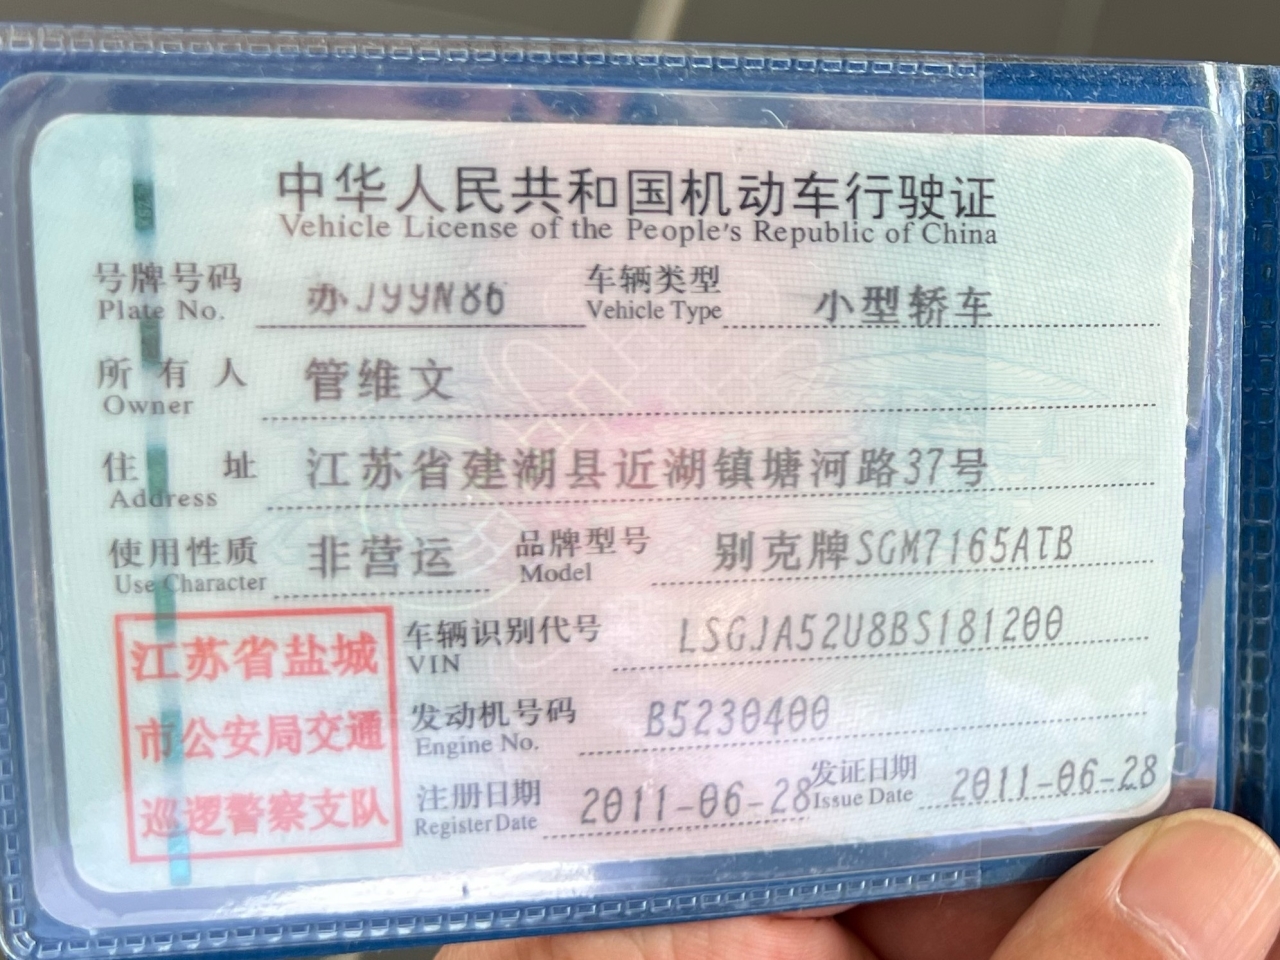 中华人民共和国机动车行驶证
Vehicle License of the People's Republic of China
号牌号码 苏J99N86 车辆类型 小型轿车
Plate No. Vehicle Type
所有人 管维文
Owner
住址 江苏省建湖县近湖镇塘河路37号
Address
使用性质 非营运 品牌型号 别克牌SGM7165ATB
Use Character Model
江苏省盐城
市公安局交通
巡逻警察支队
车辆识别代号 LSGJA52U8BS181200
VIN
发动机号码 B5230400
Engine No.
注册日期 2011-06-28 发证日期 2011-06-28
Register Date Issue Date